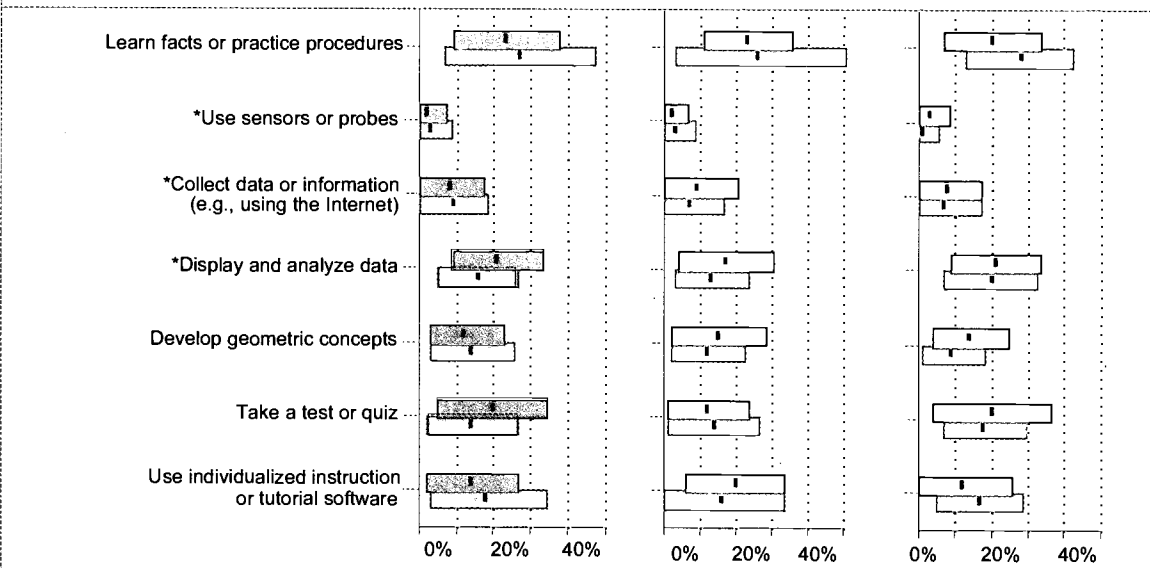 Learn facts or practice procedures
*Use sensors or probes
*Collect data or information
(e.g., using the Internet)
*Display and analyze data
Develop geometric concepts
Take a test or quiz
Use individualized instruction
or tutorial software
0% 20% 40% 0% 20% 40% 0% 20% 40%